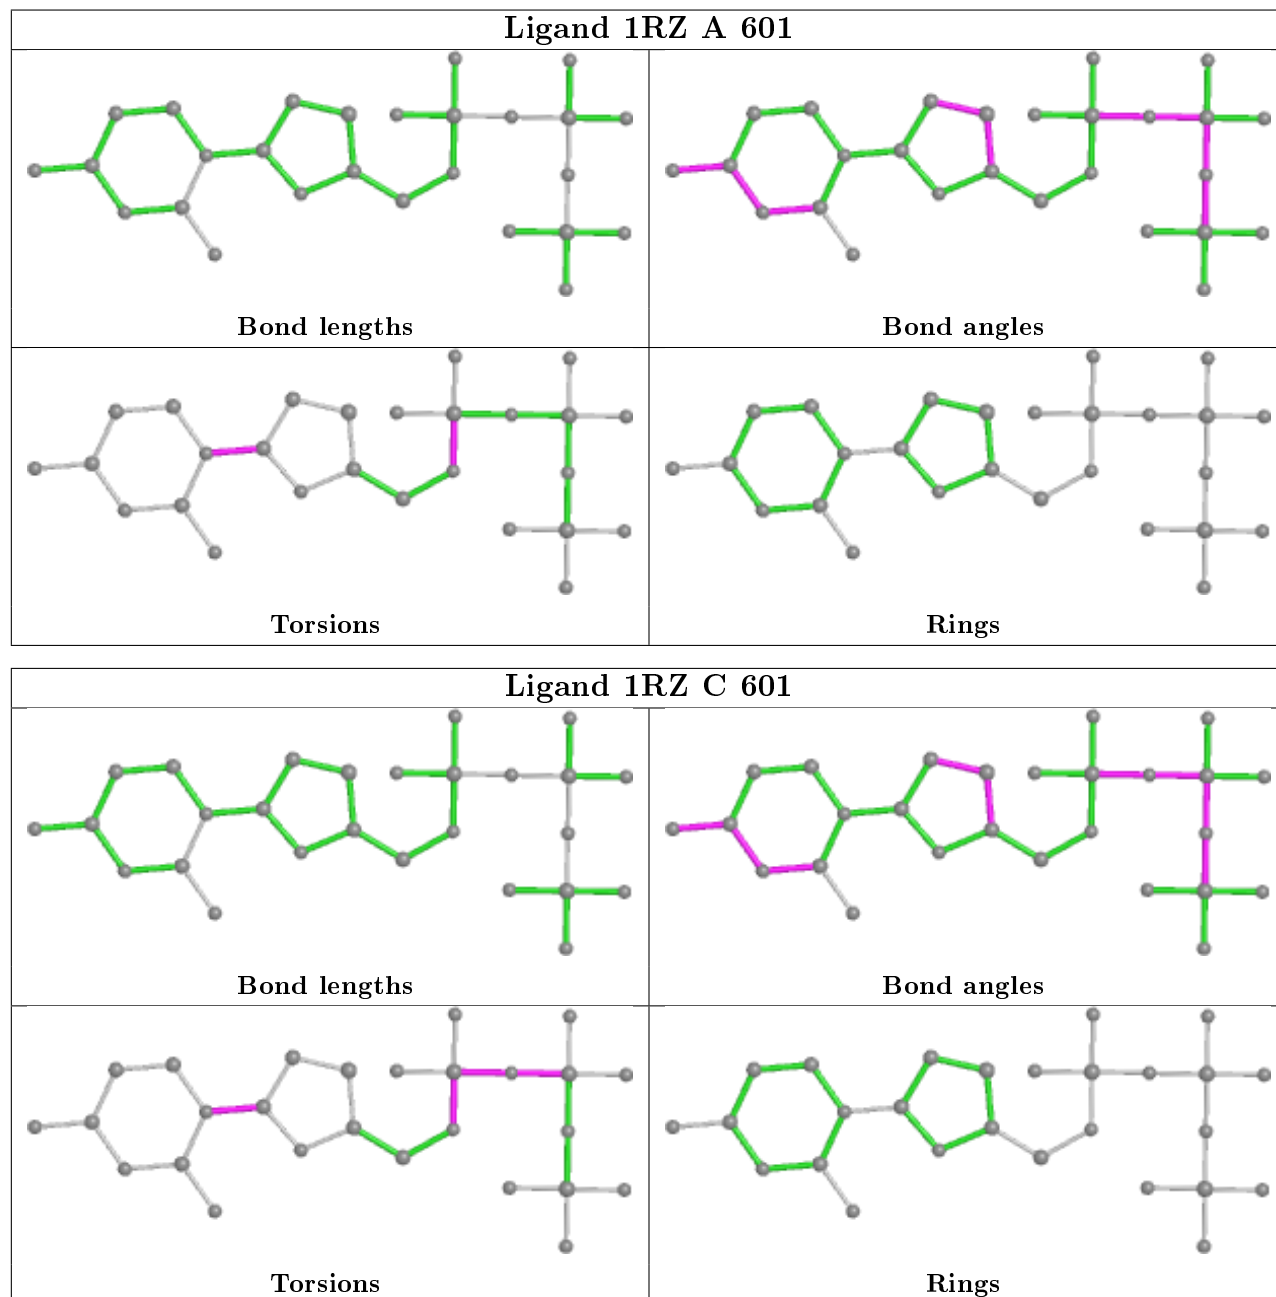 Ligand 1RZ A 601
Bond lengths
Bond angles
Torsions
Rings
Ligand 1RZ C 601
Bond lengths
Bond angles
Torsions
Rings